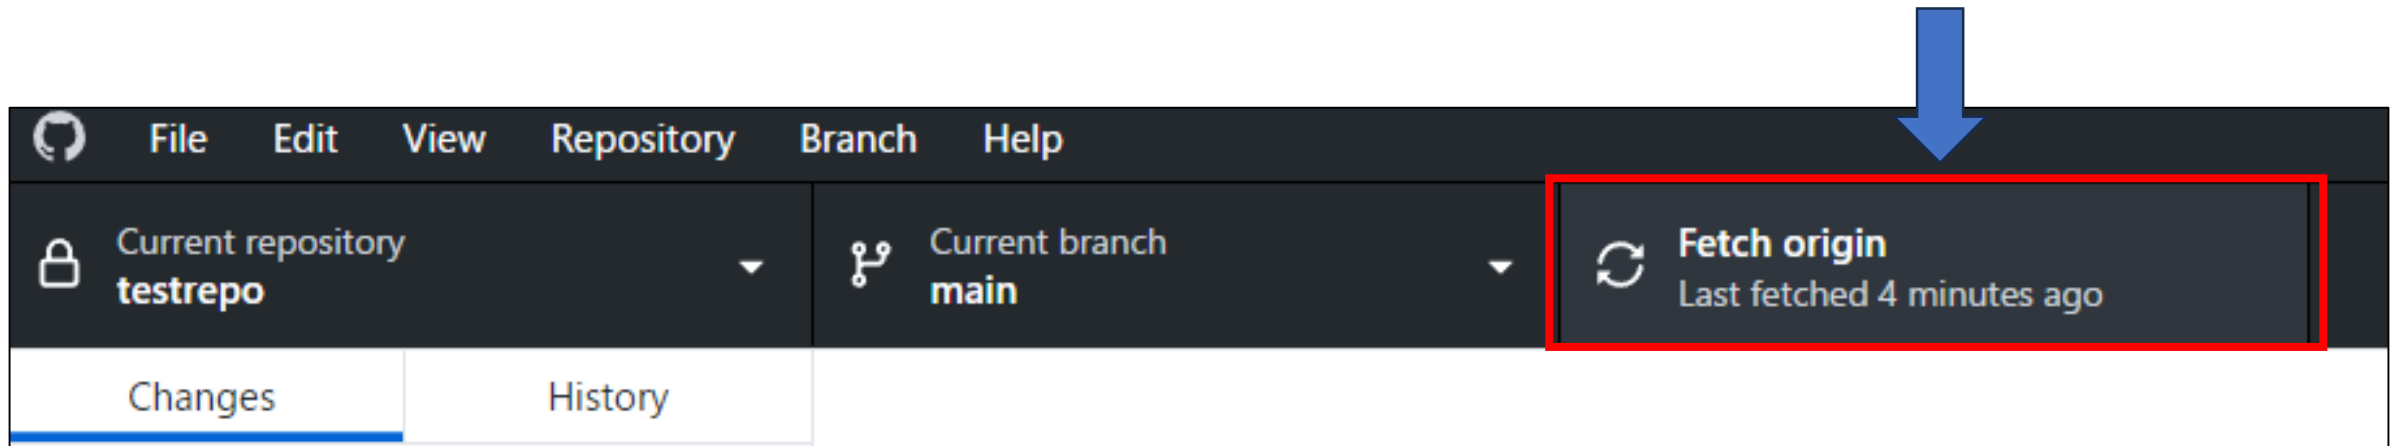 File Edit View Repository Branch Help
Current repository
testrepo
Current branch
main
Fetch origin
Last fetched 4 minutes ago
Changes
History